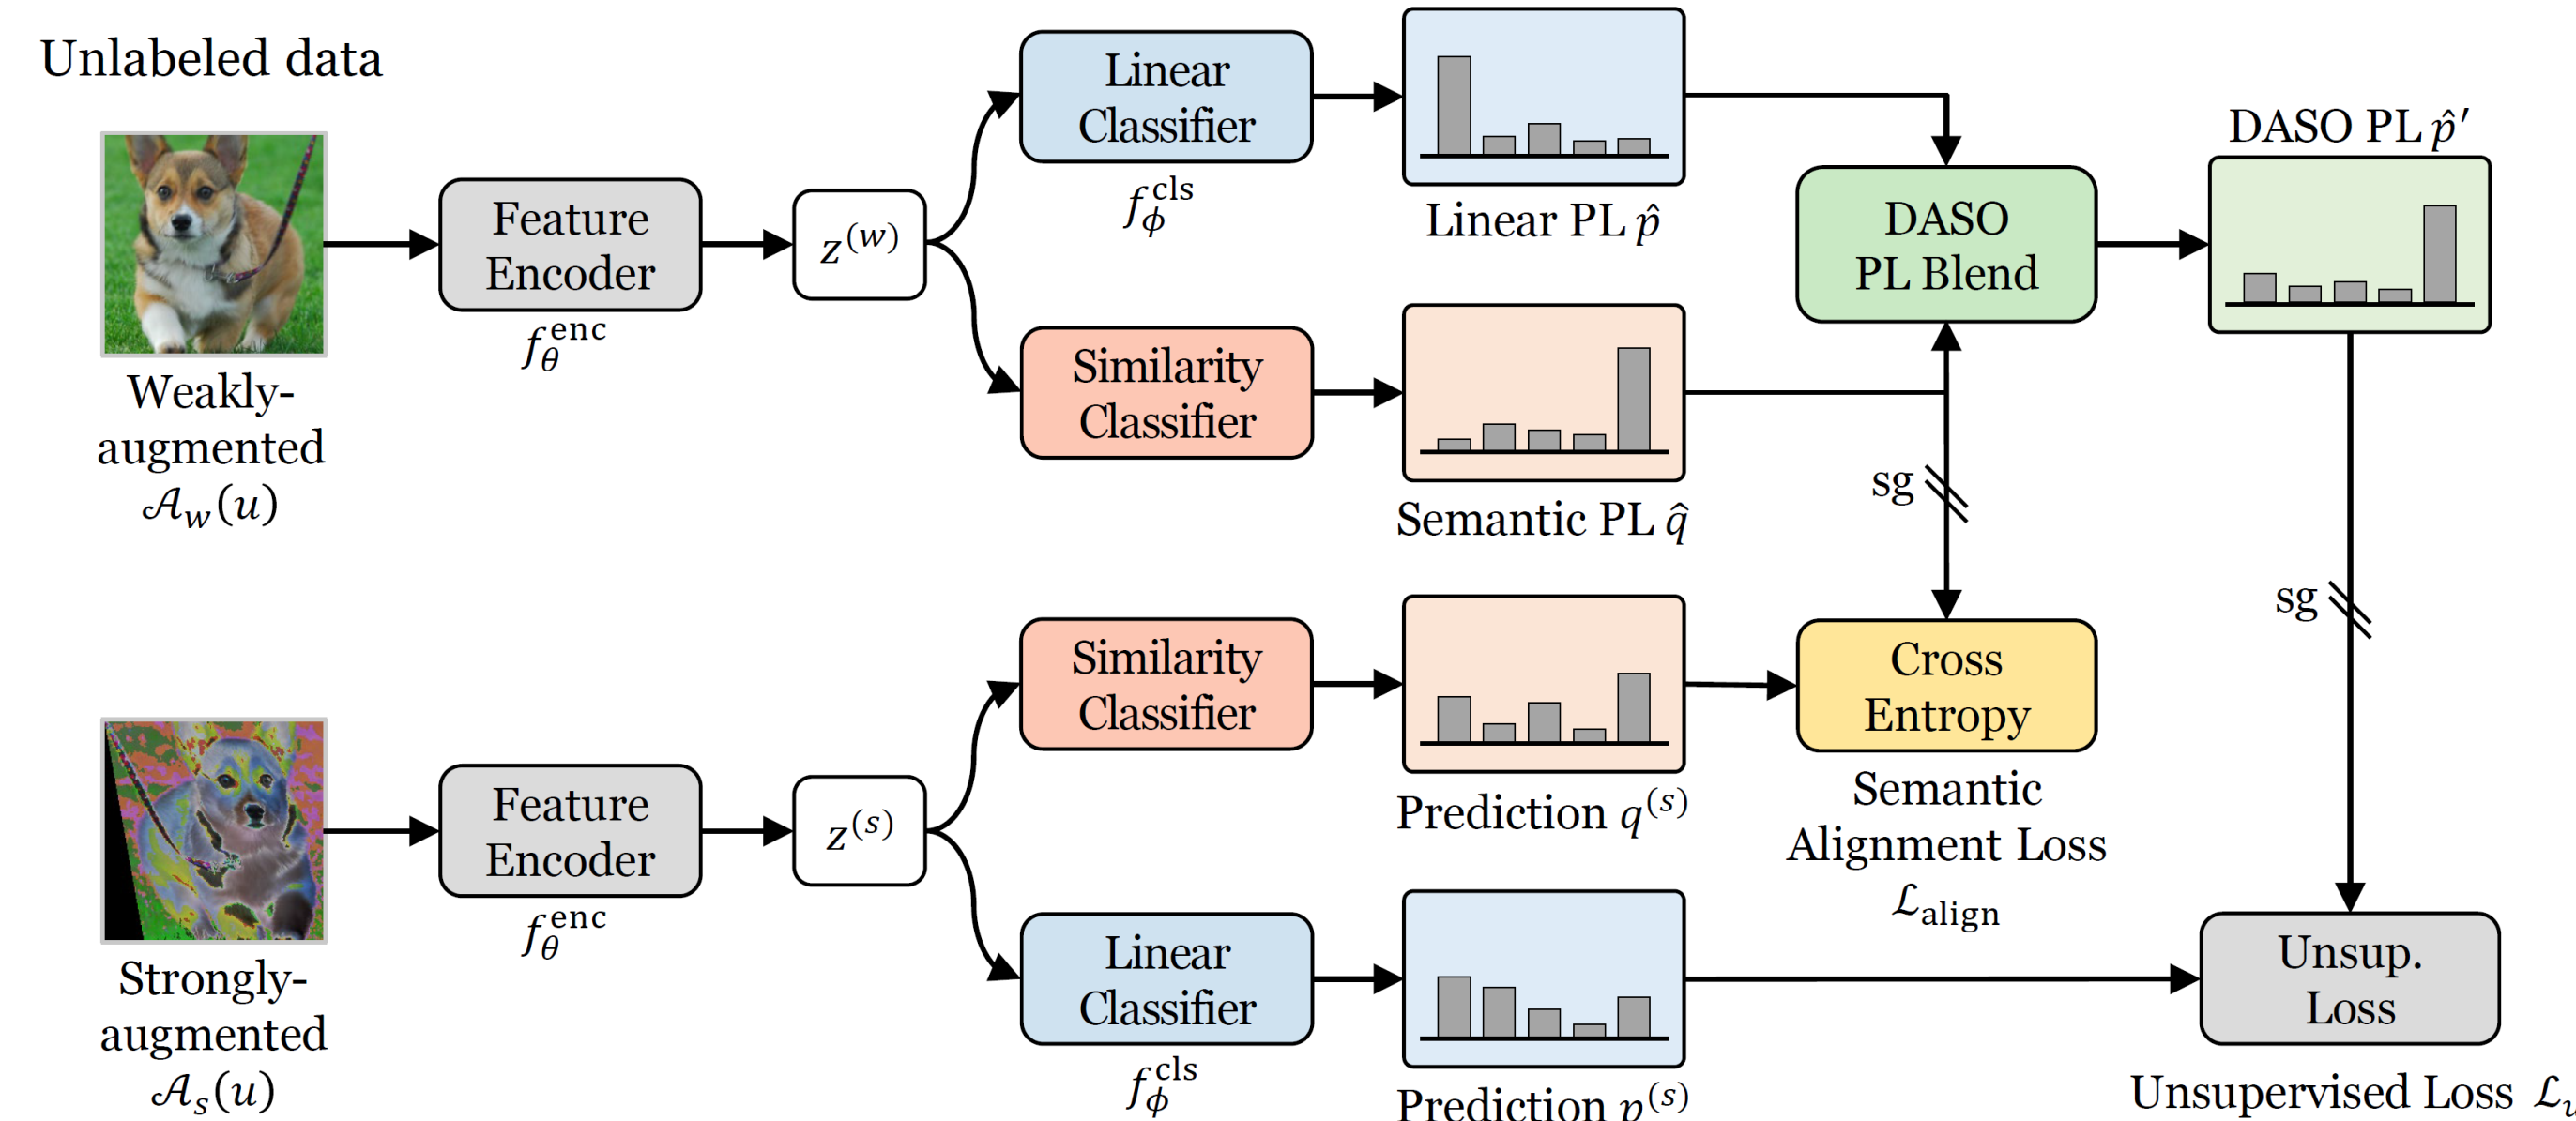 Unlabeled data
Weakly-
augmented
𝒜_w(u)
Feature
Encoder
f_θ^enc
z^(w)
Linear
Classifier
f_ϕ^cls
Similarity
Classifier
Linear PL p̂
Semantic PL q̂
DASO
PL Blend
DASO PL p̂′
sg
sg
Strongly-
augmented
𝒜_s(u)
Feature
Encoder
f_θ^enc
z^(s)
Similarity
Classifier
Linear
Classifier
f_ϕ^cls
Prediction q^(s)
Prediction p^(s)
Cross
Entropy
Semantic
Alignment Loss
ℒ_align
Unsup.
Loss
Unsupervised Loss ℒ_u